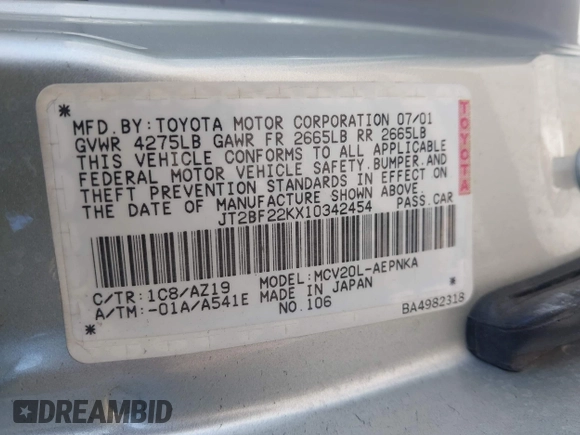 MFD. BY: TOYOTA MOTOR CORPORATION 07/01
GVWR 4275LB GAWR FR 2665LB RR 2665LB
THIS VEHICLE CONFORMS TO ALL APPLICABLE
FEDERAL MOTOR VEHICLE SAFETY, BUMPER, AND
THEFT PREVENTION STANDARDS IN EFFECT ON
THE DATE OF MANUFACTURE SHOWN ABOVE.
JT2BF22KX10342454 PASS. CAR
TOYOTA
C/TR: 1C8/AZ19 MODEL: MCV20L-AEPNKA
A/TM: -01A/A541E MADE IN JAPAN
NO. 106 BA4982318
DREAMBID